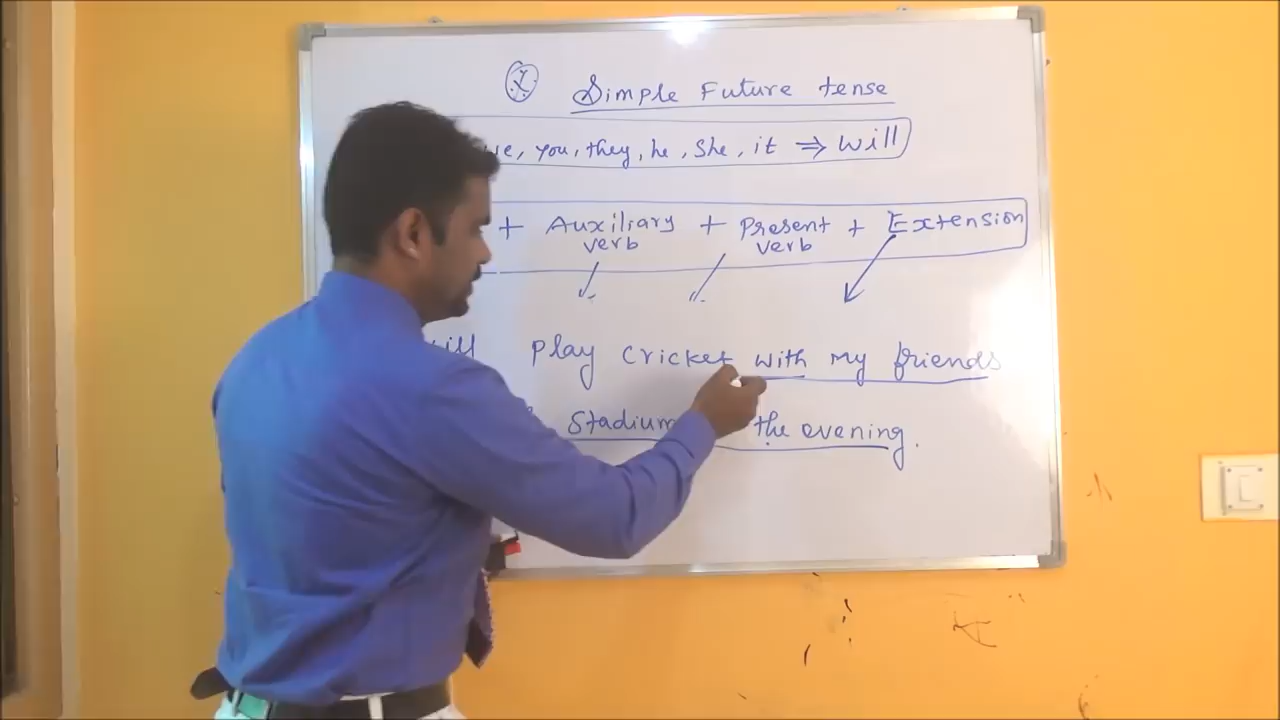 Simple Future tense
you, they, he, She, it ⇒ will
+ Auxiliary verb + Present verb + Extension
Play cricket with my friends
Stadium the evening.